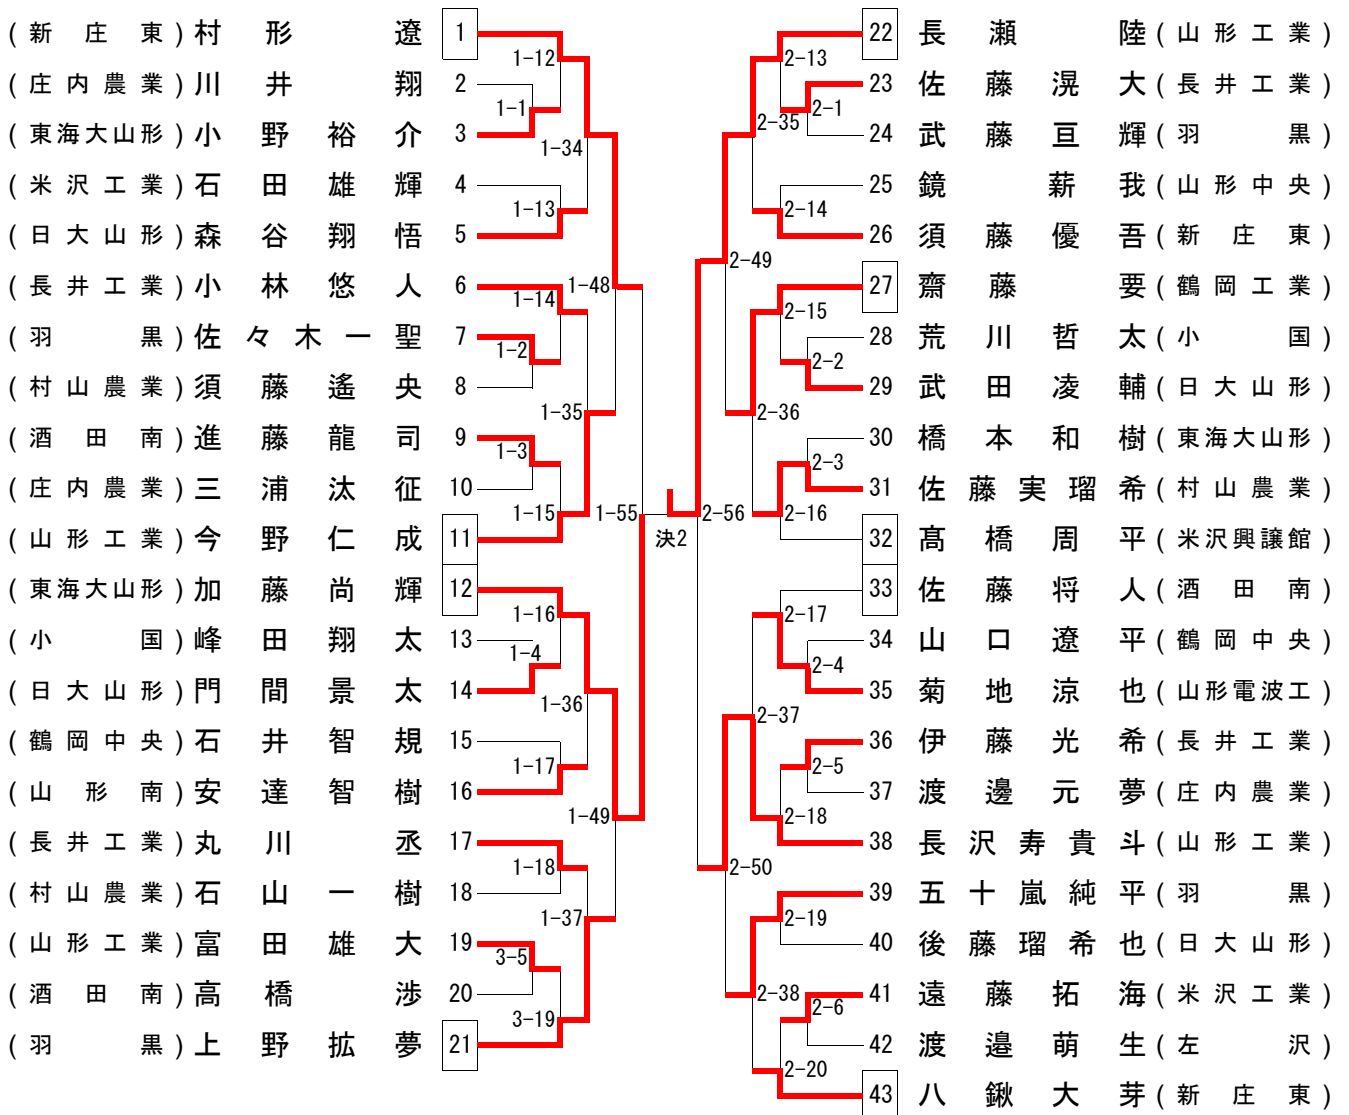 (新庄東) 村形遼 1
(庄内農業) 川井翔 2
(東海大山形) 小野裕介 3
(米沢工業) 石田雄輝 4
(日大山形) 森谷翔悟 5
(長井工業) 小林悠人 6
(羽黒) 佐々木一聖 7
(村山農業) 須藤遙央 8
(酒田南) 進藤龍司 9
(庄内農業) 三浦汰征 10
(山形工業) 今野仁成 11
(東海大山形) 加藤尚輝 12
(小国) 峰田翔太 13
(日大山形) 門間景太 14
(鶴岡中央) 石井智規 15
(山形南) 安達智樹 16
(長井工業) 丸川丞 17
(村山農業) 石山一樹 18
(山形工業) 富田雄大 19
(酒田南) 高橋渉 20
(羽黒) 上野拡夢 21
1-12
1-1
1-34
1-13
1-48
1-14
1-2
1-35
1-3
1-15
1-55
1-16
1-4
1-36
1-17
1-49
1-18
1-37
3-5
3-19
決2
2-56
2-13
2-1
2-35
2-14
2-49
2-15
2-2
2-36
2-3
2-16
2-17
2-4
2-37
2-5
2-18
2-50
2-19
2-38
2-6
2-20
22 長瀬陸 (山形工業)
23 佐藤滉大 (長井工業)
24 武藤亘輝 (羽黒)
25 鏡薪我 (山形中央)
26 須藤優吾 (新庄東)
27 齋藤要 (鶴岡工業)
28 荒川哲太 (小国)
29 武田凌輔 (日大山形)
30 橋本和樹 (東海大山形)
31 佐藤実瑠希 (村山農業)
32 髙橋周平 (米沢興譲館)
33 佐藤将人 (酒田南)
34 山口遼平 (鶴岡中央)
35 菊地涼也 (山形電波工)
36 伊藤光希 (長井工業)
37 渡邊元夢 (庄内農業)
38 長沢寿貴斗 (山形工業)
39 五十嵐純平 (羽黒)
40 後藤瑠希也 (日大山形)
41 遠藤拓海 (米沢工業)
42 渡邉萌生 (左沢)
43 八鍬大芽 (新庄東)